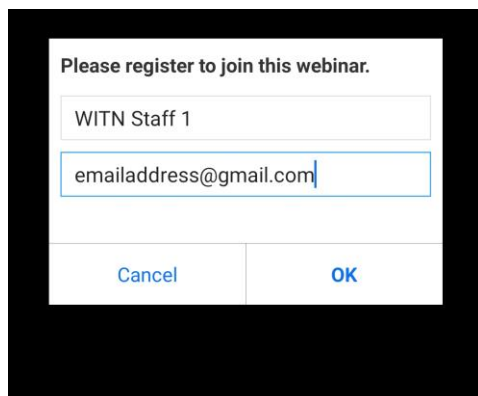 Please register to join this webinar.
WITN Staff 1
emailaddress@gmail.com
Cancel OK